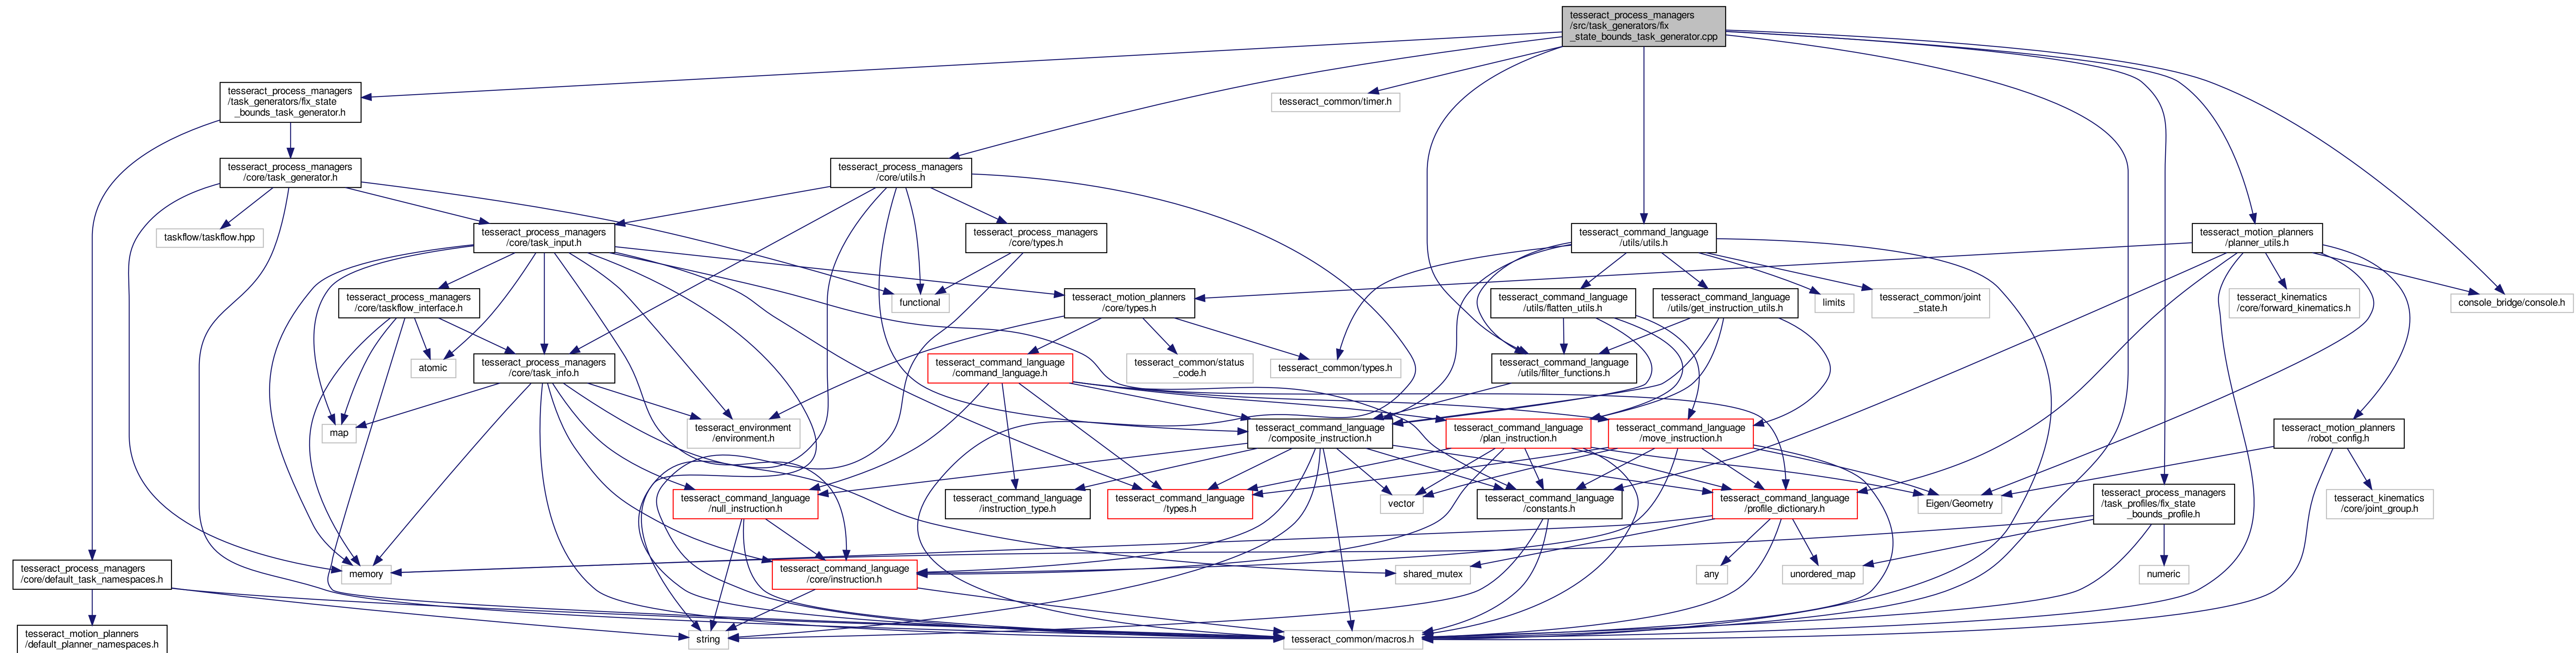 tesseract_process_managers
/src/task_generators/fix
_state_bounds_task_generator.cpp
tesseract_process_managers
/task_generators/fix_state
_bounds_task_generator.h
tesseract_common/timer.h
tesseract_process_managers
/core/task_generator.h
tesseract_process_managers
/core/utils.h
taskflow/taskflow.hpp
tesseract_process_managers
/core/task_input.h
tesseract_process_managers
/core/types.h
tesseract_command_language
/utils/utils.h
tesseract_motion_planners
/planner_utils.h
tesseract_process_managers
/core/taskflow_interface.h
functional
tesseract_motion_planners
/core/types.h
tesseract_command_language
/utils/flatten_utils.h
tesseract_command_language
/utils/get_instruction_utils.h
limits
tesseract_common/joint
_state.h
tesseract_kinematics
/core/forward_kinematics.h
console_bridge/console.h
atomic
tesseract_process_managers
/core/task_info.h
tesseract_command_language
/command_language.h
tesseract_common/status
_code.h
tesseract_common/types.h
tesseract_command_language
/utils/filter_functions.h
map
tesseract_environment
/environment.h
tesseract_command_language
/composite_instruction.h
tesseract_command_language
/plan_instruction.h
tesseract_command_language
/move_instruction.h
tesseract_motion_planners
/robot_config.h
tesseract_command_language
/null_instruction.h
tesseract_command_language
/instruction_type.h
tesseract_command_language
/types.h
vector
tesseract_command_language
/constants.h
tesseract_command_language
/profile_dictionary.h
Eigen/Geometry
tesseract_process_managers
/task_profiles/fix_state
_bounds_profile.h
tesseract_kinematics
/core/joint_group.h
tesseract_process_managers
/core/default_task_namespaces.h
memory
tesseract_command_language
/core/instruction.h
shared_mutex
any
unordered_map
numeric
tesseract_motion_planners
/default_planner_namespaces.h
string
tesseract_common/macros.h